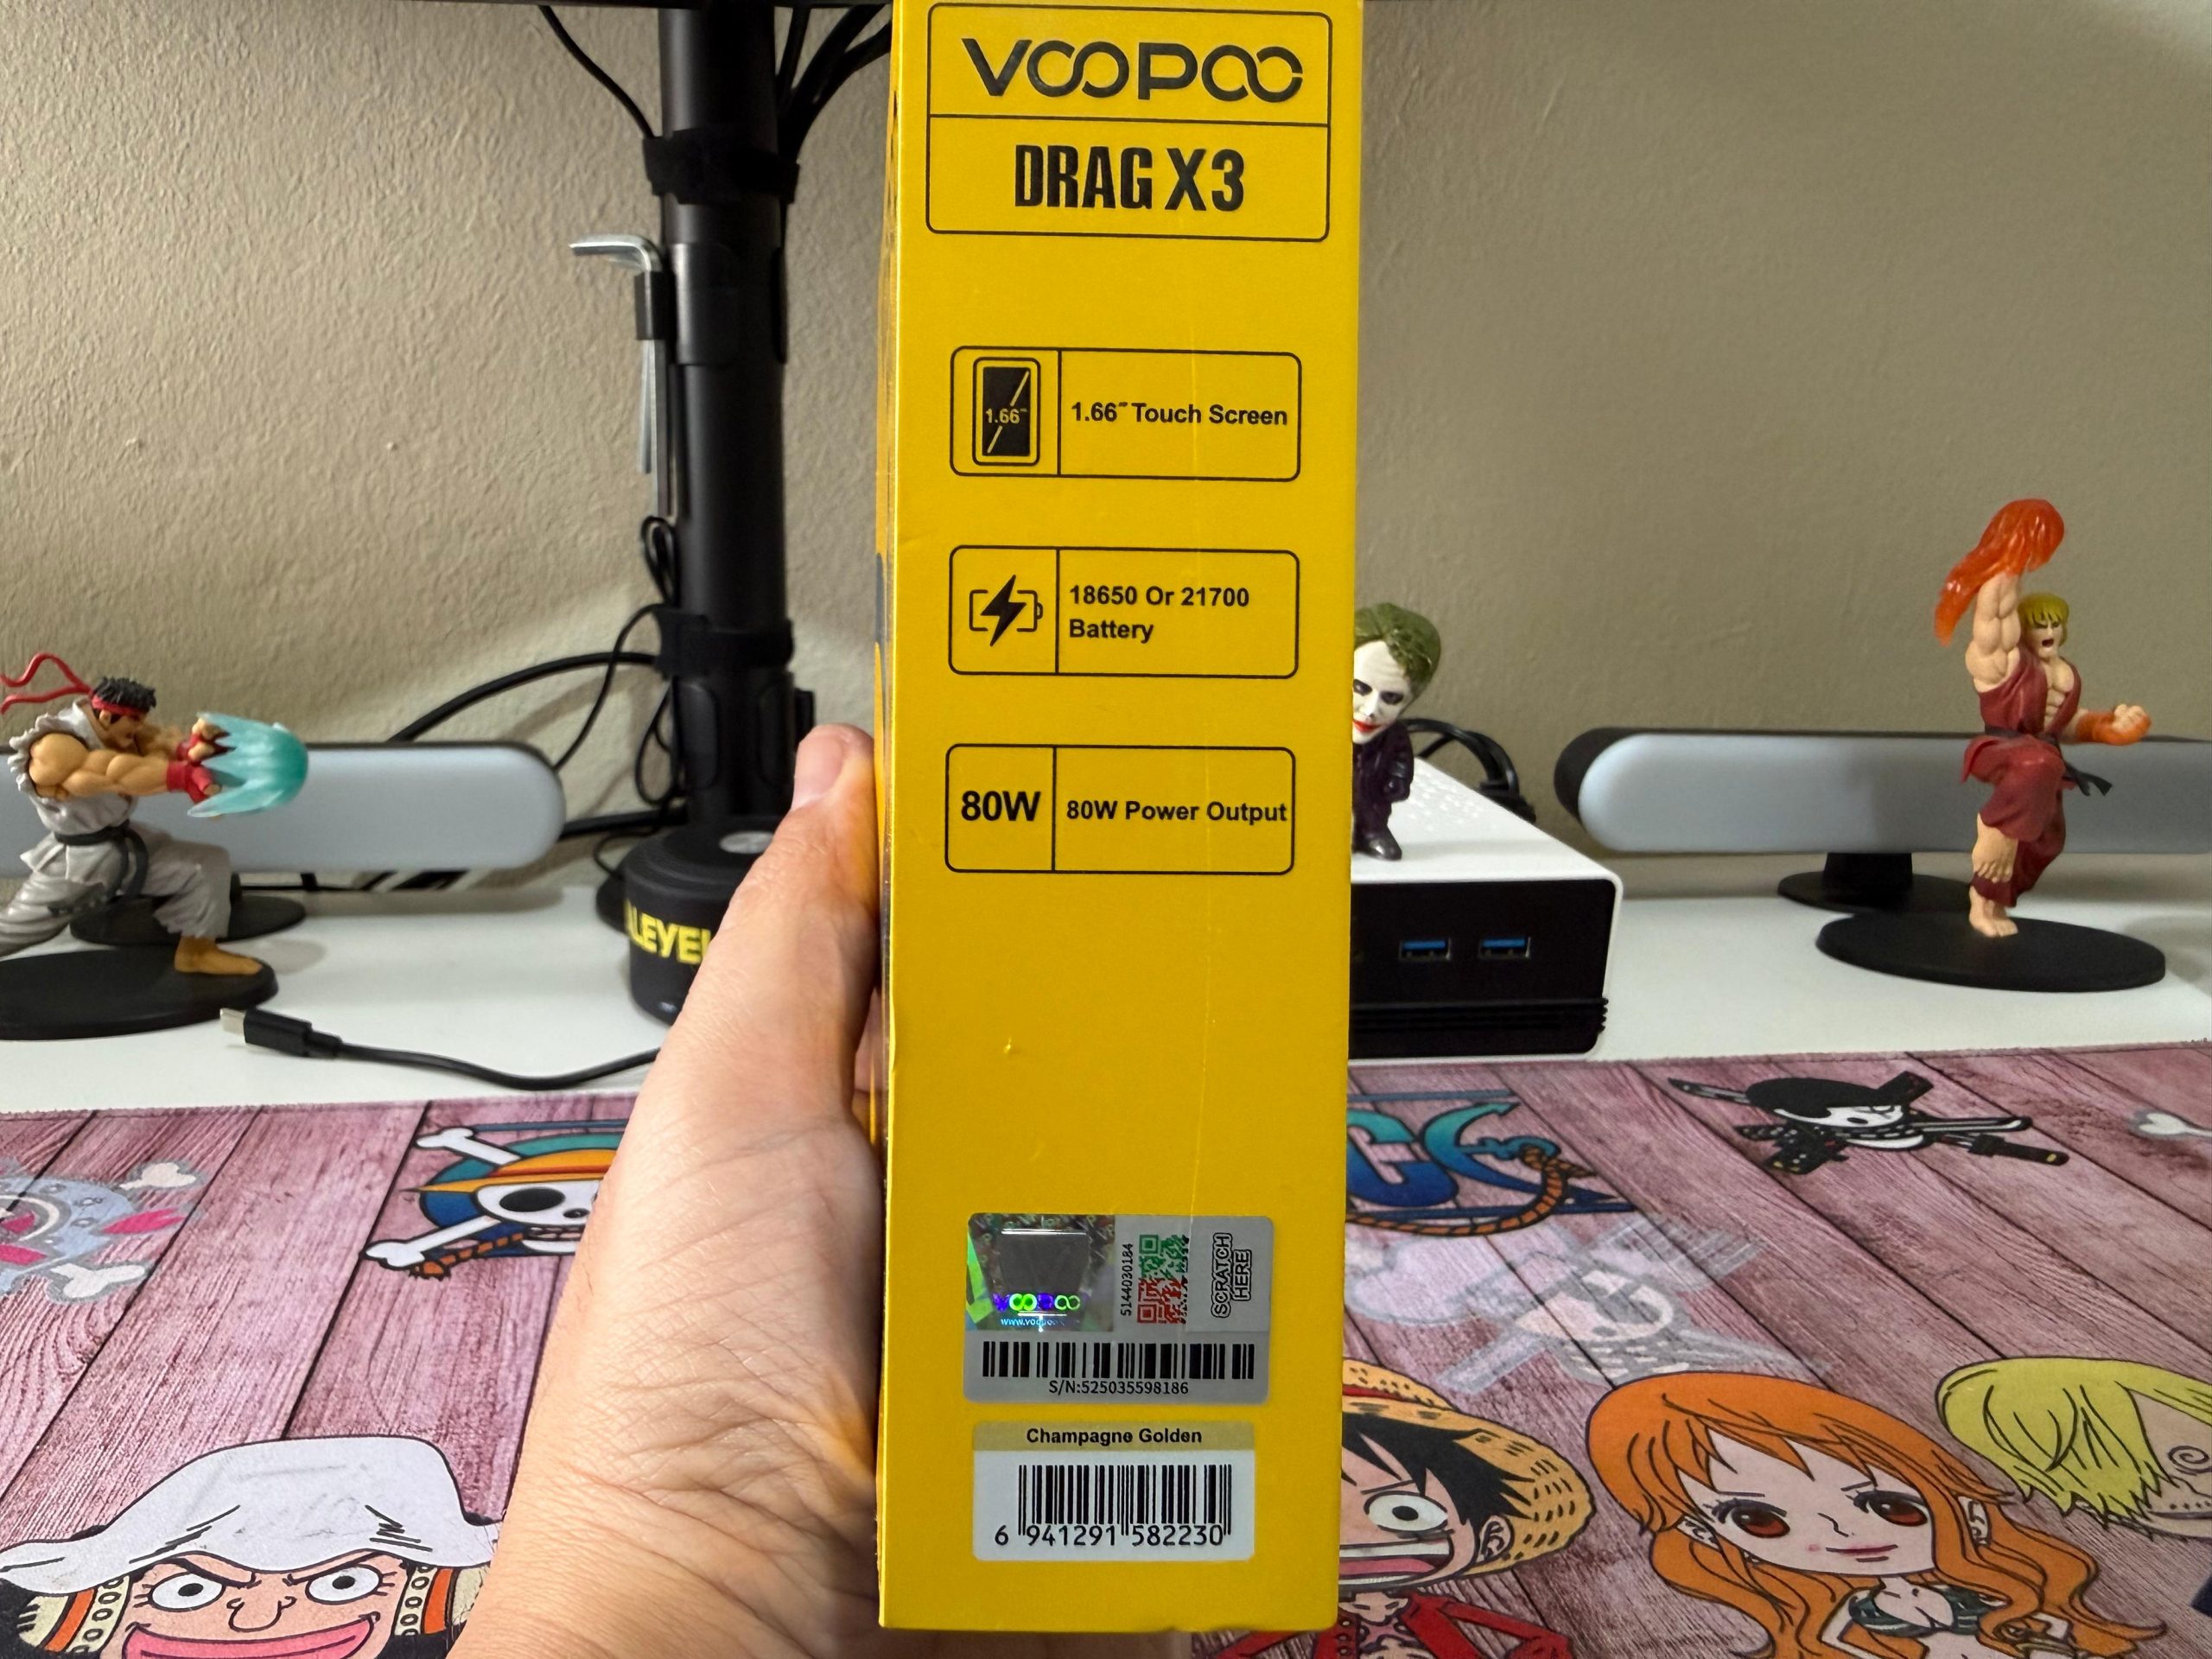 VOOPOO
DRAG X3
1.66"
1.66" Touch Screen
18650 Or 21700
Battery
80W
80W Power Output
VOOPOO
5144030184
SCRATCH
HERE
S/N:525035598186
Champagne Golden
6 941291 582230